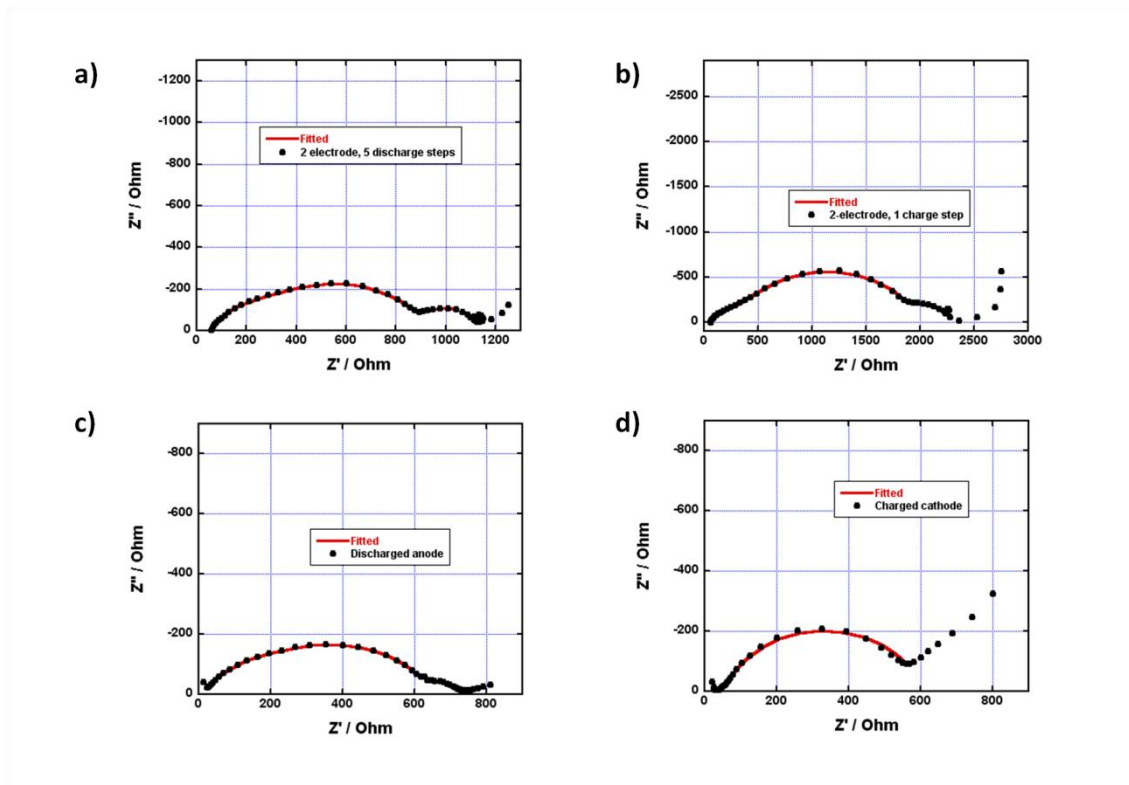 a)
-1200
-1000
-800
-600
-400
-200
0
Z" / Ohm
Fitted
2 electrode, 5 discharge steps
0 200 400 600 800 1000 1200
Z' / Ohm
b)
-2500
-2000
-1500
-1000
-500
0
Z" / Ohm
Fitted
2-electrode, 1 charge step
0 500 1000 1500 2000 2500 3000
Z' / Ohm
c)
-800
-600
-400
-200
0
Z" / Ohm
Fitted
Discharged anode
0 200 400 600 800
Z' / Ohm
d)
-800
-600
-400
-200
0
Z" / Ohm
Fitted
Charged cathode
0 200 400 600 800
Z' / Ohm